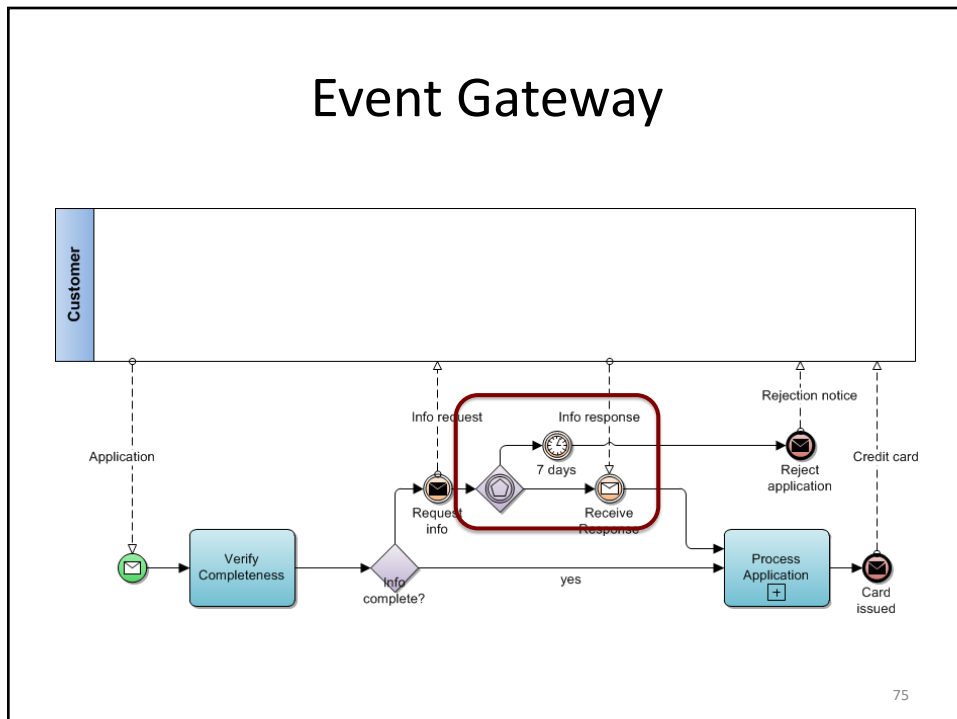 Event Gateway
Customer
Info request
Info response
Rejection notice
Application
Credit card
7 days
Reject
application
Request
info
Receive
Response
Verify
Completeness
Info
complete?
yes
Process
Application
+
Card
issued
75